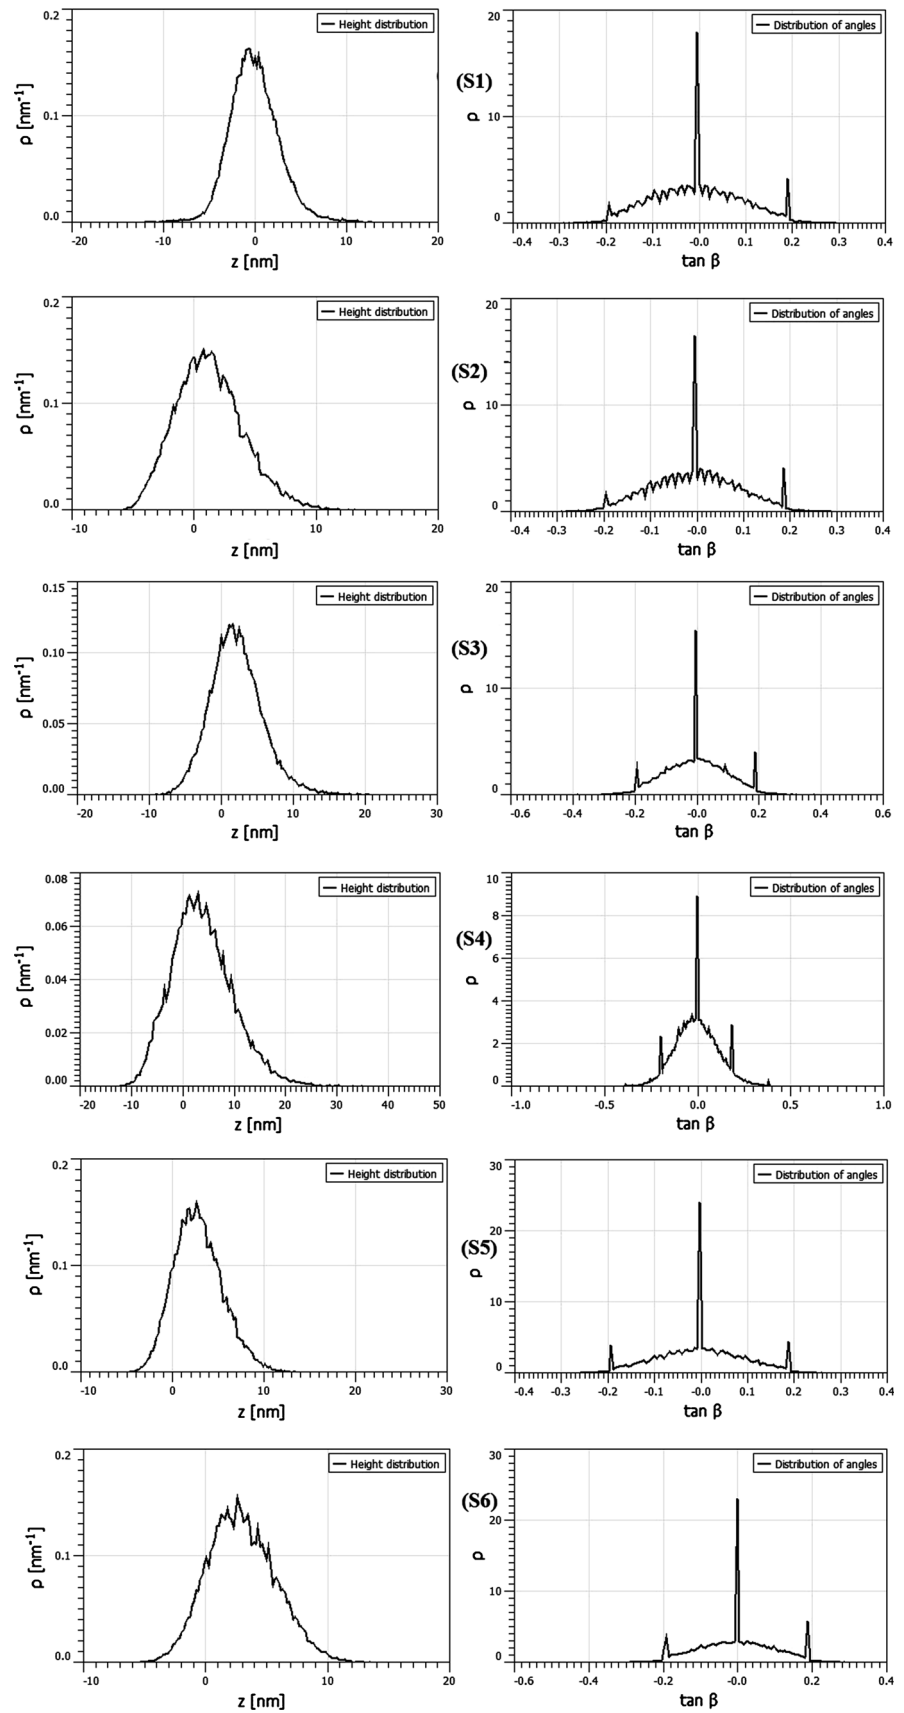 0.2
0.1
0.0
ρ [nm⁻¹]
Height distribution
-20 -10 0 10 20
z [nm]
(S1)
20
10
0
ρ
Distribution of angles
-0.4 -0.3 -0.2 -0.1 -0.0 0.1 0.2 0.3 0.4
tan β
0.2
0.1
0.0
ρ [nm⁻¹]
Height distribution
-10 0 10 20
z [nm]
(S2)
20
10
0
ρ
Distribution of angles
-0.4 -0.3 -0.2 -0.1 -0.0 0.1 0.2 0.3 0.4
tan β
0.15
0.10
0.05
0.00
ρ [nm⁻¹]
Height distribution
-20 -10 0 10 20 30
z [nm]
(S3)
20
10
0
ρ
Distribution of angles
-0.6 -0.4 -0.2 -0.0 0.2 0.4 0.6
tan β
0.08
0.06
0.04
0.02
0.00
ρ [nm⁻¹]
Height distribution
-20 -10 0 10 20 30 40 50
z [nm]
(S4)
10
8
6
4
2
0
ρ
Distribution of angles
-1.0 -0.5 0.0 0.5 1.0
tan β
0.2
0.1
0.0
ρ [nm⁻¹]
Height distribution
-10 0 10 20 30
z [nm]
(S5)
30
20
10
0
ρ
Distribution of angles
-0.4 -0.3 -0.2 -0.1 -0.0 0.1 0.2 0.3 0.4
tan β
0.2
0.1
0.0
ρ [nm⁻¹]
Height distribution
-10 0 10 20
z [nm]
(S6)
30
20
10
0
ρ
Distribution of angles
-0.6 -0.4 -0.2 -0.0 0.2 0.4
tan β